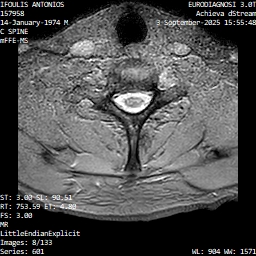 IFOULIS ANTONIOS
EURODIAGNOSI 3.0T
157958
Achieva dStream
14-January-1974 M
3-September-2025 15:55:48
C SPINE
mFFE-MS
ST: 3.00 SL: 90.51
RT: 753.59 ET: 4.80
FS: 3.00
MR
LittleEndianExplicit
Images: 8/133
Series: 601
WL: 904 WW: 1571